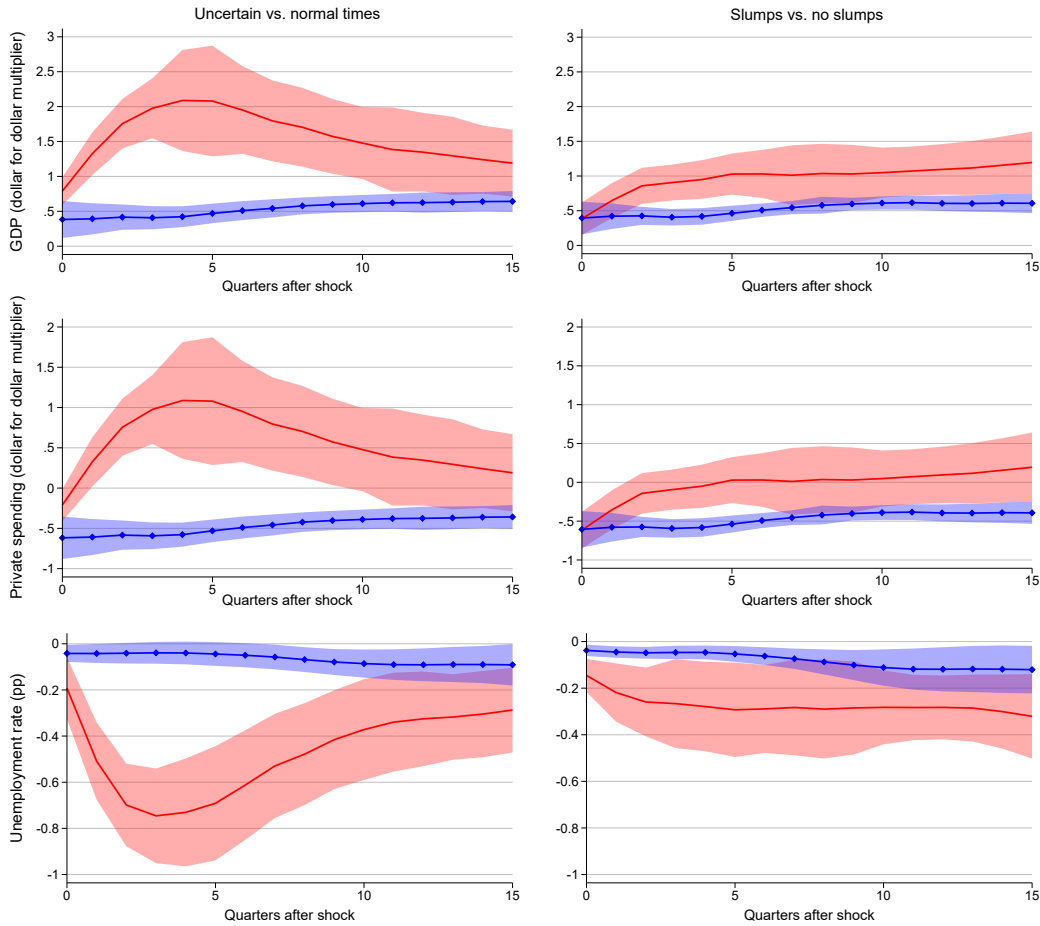 Uncertain vs. normal times
GDP (dollar for dollar multiplier)
3
2.5
2
1.5
1
.5
0
0 5 10 15
Quarters after shock
Slumps vs. no slumps
3
2.5
2
1.5
1
.5
0
0 5 10 15
Quarters after shock
Private spending (dollar for dollar multiplier)
2
1.5
1
.5
0
-.5
-1
0 5 10 15
Quarters after shock
2
1.5
1
.5
0
-.5
-1
0 5 10 15
Quarters after shock
Unemployment rate (pp)
0
-0.2
-0.4
-0.6
-0.8
-1
0 5 10 15
Quarters after shock
0
-0.2
-0.4
-0.6
-0.8
-1
0 5 10 15
Quarters after shock